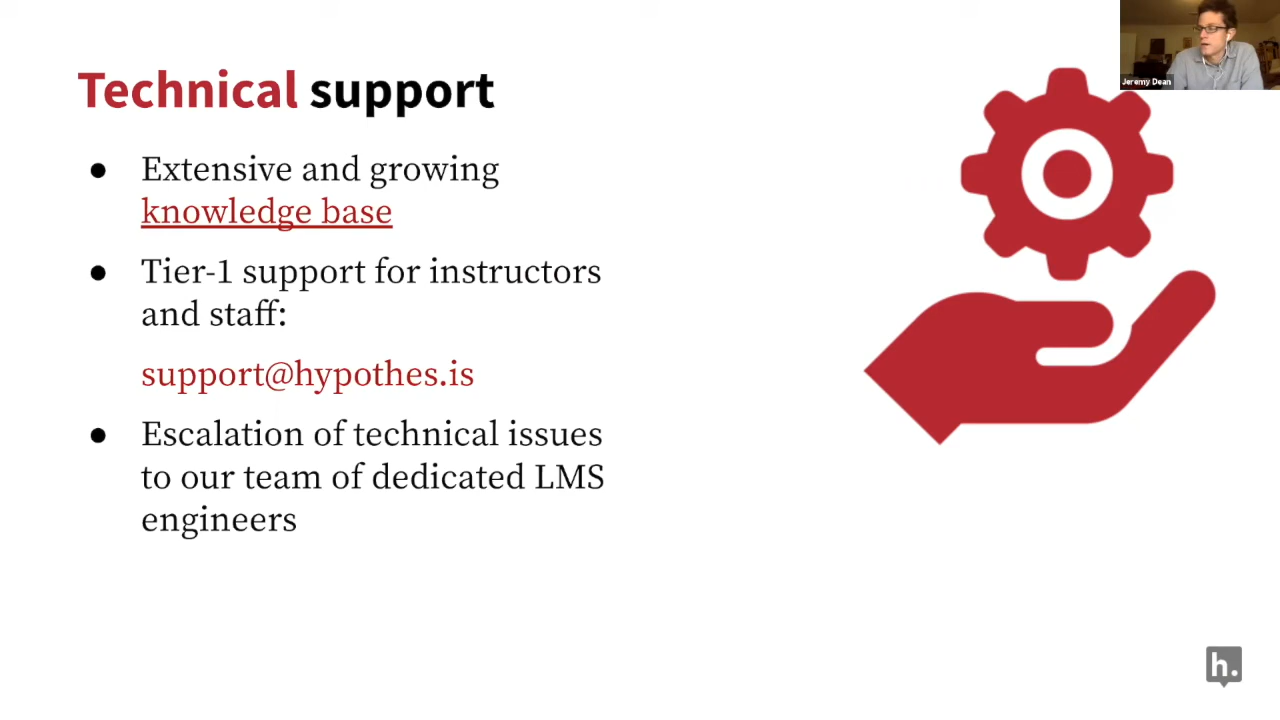 Technical support
● Extensive and growing
knowledge base
● Tier-1 support for instructors
and staff:
support@hypothes.is
● Escalation of technical issues
to our team of dedicated LMS
engineers
Jeremy Dean
h.